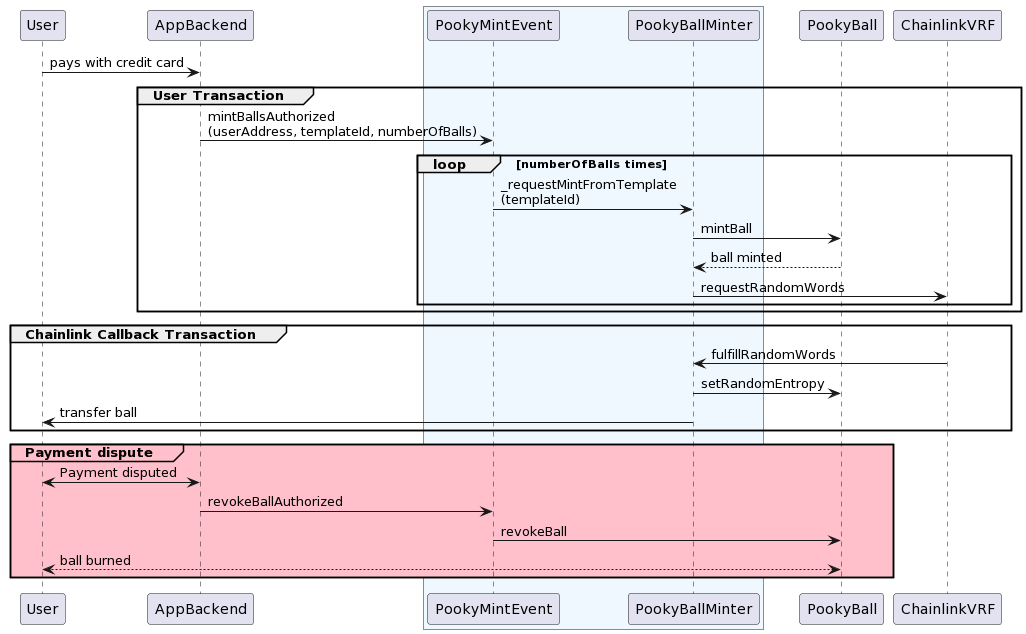 User AppBackend PookyMintEvent PookyBallMinter PookyBall ChainlinkVRF
pays with credit card
User Transaction
mintBallsAuthorized
(userAddress, templateId, numberOfBalls)
loop [numberOfBalls times]
_requestMintFromTemplate
(templateId)
mintBall
ball minted
requestRandomWords
Chainlink Callback Transaction
fulfillRandomWords
setRandomEntropy
transfer ball
Payment dispute
Payment disputed
revokeBallAuthorized
revokeBall
ball burned
User AppBackend PookyMintEvent PookyBallMinter PookyBall ChainlinkVRF